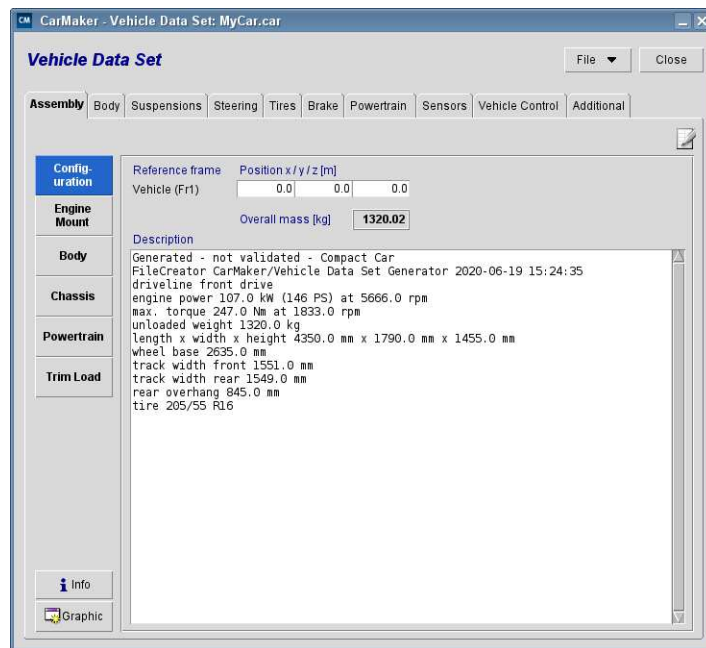 CM CarMaker - Vehicle Data Set: MyCar.car
Vehicle Data Set
File
Close
Assembly Body Suspensions Steering Tires Brake Powertrain Sensors Vehicle Control Additional
Config-
uration
Engine
Mount
Body
Chassis
Powertrain
Trim Load
Reference frame Position x / y / z [m]
Vehicle (Fr1) 0.0 0.0 0.0
Overall mass [kg] 1320.02
Description
Generated - not validated - Compact Car
FileCreator CarMaker/Vehicle Data Set Generator 2020-06-19 15:24:35
driveline front drive
engine power 107.0 kW (146 PS) at 5666.0 rpm
max. torque 247.0 Nm at 1833.0 rpm
unloaded weight 1320.0 kg
length x width x height 4350.0 mm x 1790.0 mm x 1455.0 mm
wheel base 2635.0 mm
track width front 1551.0 mm
track width rear 1549.0 mm
rear overhang 845.0 mm
tire 205/55 R16
i Info
Graphic